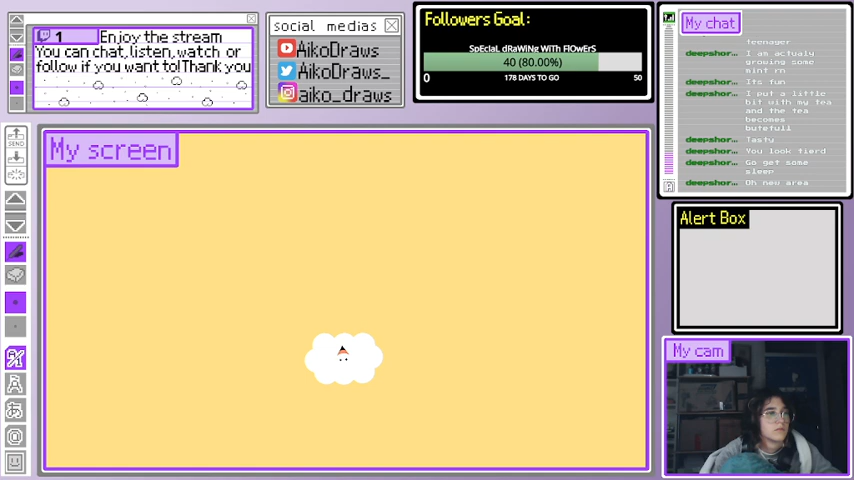 1 Enjoy the stream
You can chat, listen, watch or
follow if you want to!Thank you
social medias
AikoDraws
AikoDraws_
aiko_draws
Followers Goal:
SpEcIaL dRaWiNg WiTh FlOwErS
40 (80.00%)
0 178 DAYS TO GO 50
My chat
teenager
deepshor... I am actualy
growing some
mint rn
deepshor... Its fun
deepshor... I put a little
bit with my tea
and the tea
becomes
butefull
deepshor... Tasty
deepshor... You look tierd
deepshor... Go get some
sleep
deepshor... Oh new area
SEND
My screen
Alert Box
My cam